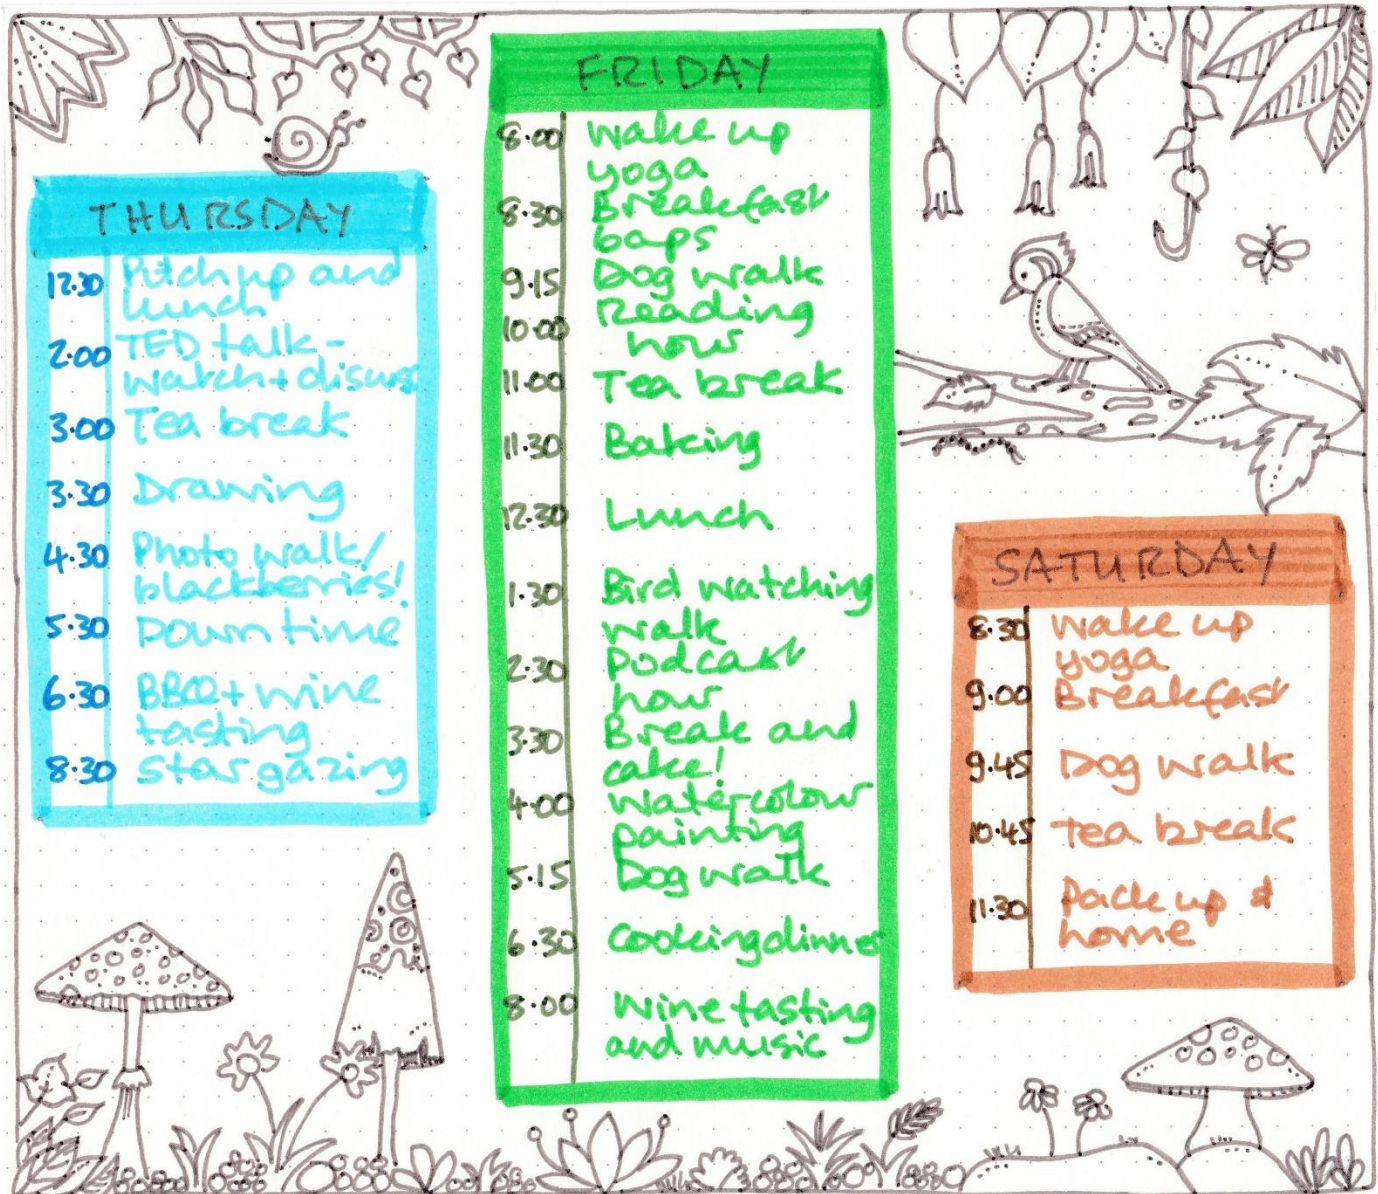 THURSDAY
12.30 Pitch up and
lunch
2.00 TED talk -
watch + discuss
3.00 Tea break
3.30 Drawing
4.30 Photo walk/
blackberries!
5.30 Down time
6.30 BBQ + wine
tasting
8.30 Star gazing
FRIDAY
8.00 Wake up
yoga
8.30 Breakfast
baps
9.15 Dog walk
10.00 Reading
hour
11.00 Tea break
11.30 Baking
12.30 Lunch
1.30 Bird watching
walk
2.30 Podcast
hour
3.30 Break and
cake!
4.00 Watercolour
painting
5.15 Dog walk
6.30 Cooking dinner
8.00 Wine tasting
and music
SATURDAY
8.30 Wake up
yoga
9.00 Breakfast
9.45 Dog walk
10.45 Tea break
11.30 Pack up &
home